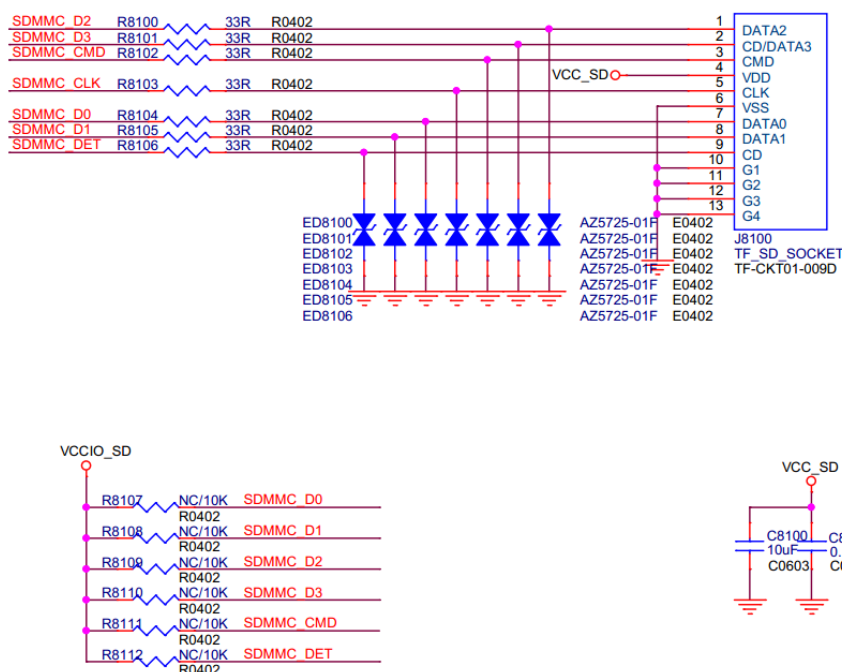 SDMMC_D2 R8100 33R R0402 1 DATA2
SDMMC_D3 R8101 33R R0402 2 CD/DATA3
SDMMC_CMD R8102 33R R0402 3 CMD
VCC_SD 4 VDD
SDMMC_CLK R8103 33R R0402 5 CLK
6 VSS
SDMMC_D0 R8104 33R R0402 7 DATA0
SDMMC_D1 R8105 33R R0402 8 DATA1
SDMMC_DET R8106 33R R0402 9 CD
10 G1
11 G2
12 G3
13 G4
ED8100 AZ5725-01F E0402
ED8101 AZ5725-01F E0402
ED8102 AZ5725-01F E0402
ED8103 AZ5725-01F E0402
ED8104 AZ5725-01F E0402
ED8105 AZ5725-01F E0402
ED8106 AZ5725-01F E0402
J8100
TF_SD_SOCKET
TF-CKT01-009D
VCCIO_SD
R8107 NC/10K SDMMC_D0
R0402
R8108 NC/10K SDMMC_D1
R0402
R8109 NC/10K SDMMC_D2
R0402
R8110 NC/10K SDMMC_D3
R0402
R8111 NC/10K SDMMC_CMD
R0402
R8112 NC/10K SDMMC_DET
R0402
VCC_SD
C8100
10uF
C0603